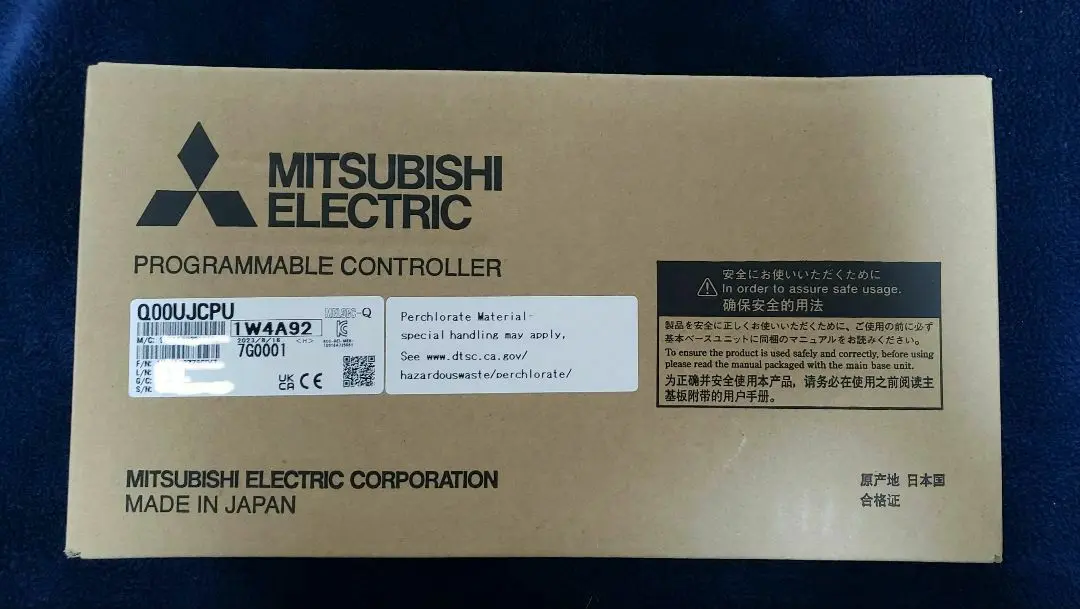 MITSUBISHI
ELECTRIC
PROGRAMMABLE CONTROLLER
Q00UJCPU
MELSEC-Q
1W4A92
M/C:
2023/8/18
<H>
7G0001
F/N:
L/N:
G/C:
S/N:
UK
CA CE
Perchlorate Material-
special handling may apply,
See www.dtsc.ca.gov/
hazardouswaste/perchlorate/
安全にお使いいただくために
In order to assure safe usage.
确保安全的用法
製品を安全に正しくお使いいただくために、ご使用の前に必ず
基本ベースユニットに同梱のマニュアルをお読みください。
To ensure the product is used safely and correctly, before using
please read the manual packaged with the main base unit.
为正确并安全使用本产品，请务必在使用之前阅读主
基板附带的用户手册。
MITSUBISHI ELECTRIC CORPORATION
MADE IN JAPAN
原产地 日本国
合格证